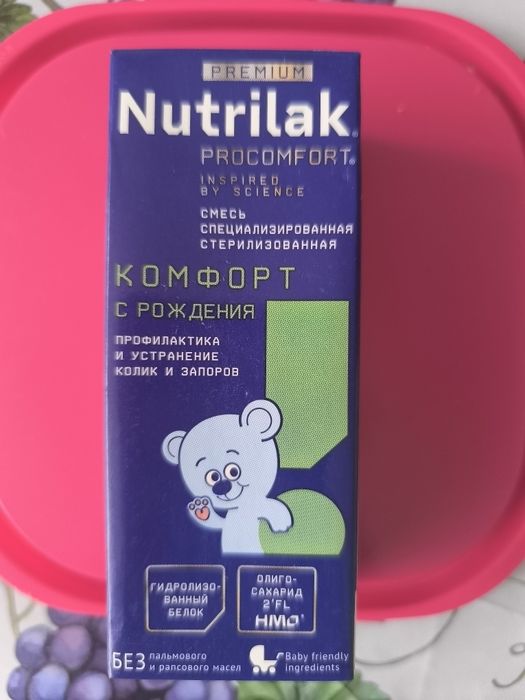 PREMIUM
Nutrilak®
PROCOMFORT®
INSPIRED
BY SCIENCE
СМЕСЬ
СПЕЦИАЛИЗИРОВАННАЯ
СТЕРИЛИЗОВАННАЯ
КОМФОРТ
С РОЖДЕНИЯ
ПРОФИЛАКТИКА
И УСТРАНЕНИЕ
КОЛИК И ЗАПОРОВ
ГИДРОЛИЗО-
ВАННЫЙ
БЕЛОК
ОЛИГО-
САХАРИД
2'FL
HMO
БЕЗ пальмового
и рапсового масел
Baby friendly
ingredients